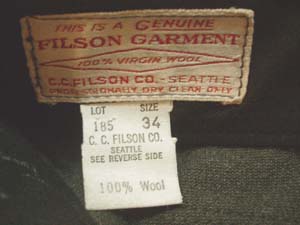 THIS IS A GENUINE
FILSON GARMENT
100% VIRGIN WOOL
C.C. FILSON CO. - SEATTLE
PROFESSIONALLY DRY CLEAN ONLY
LOT SIZE
185 34
C. C. FILSON CO.
SEATTLE
SEE REVERSE SIDE
100% Wool